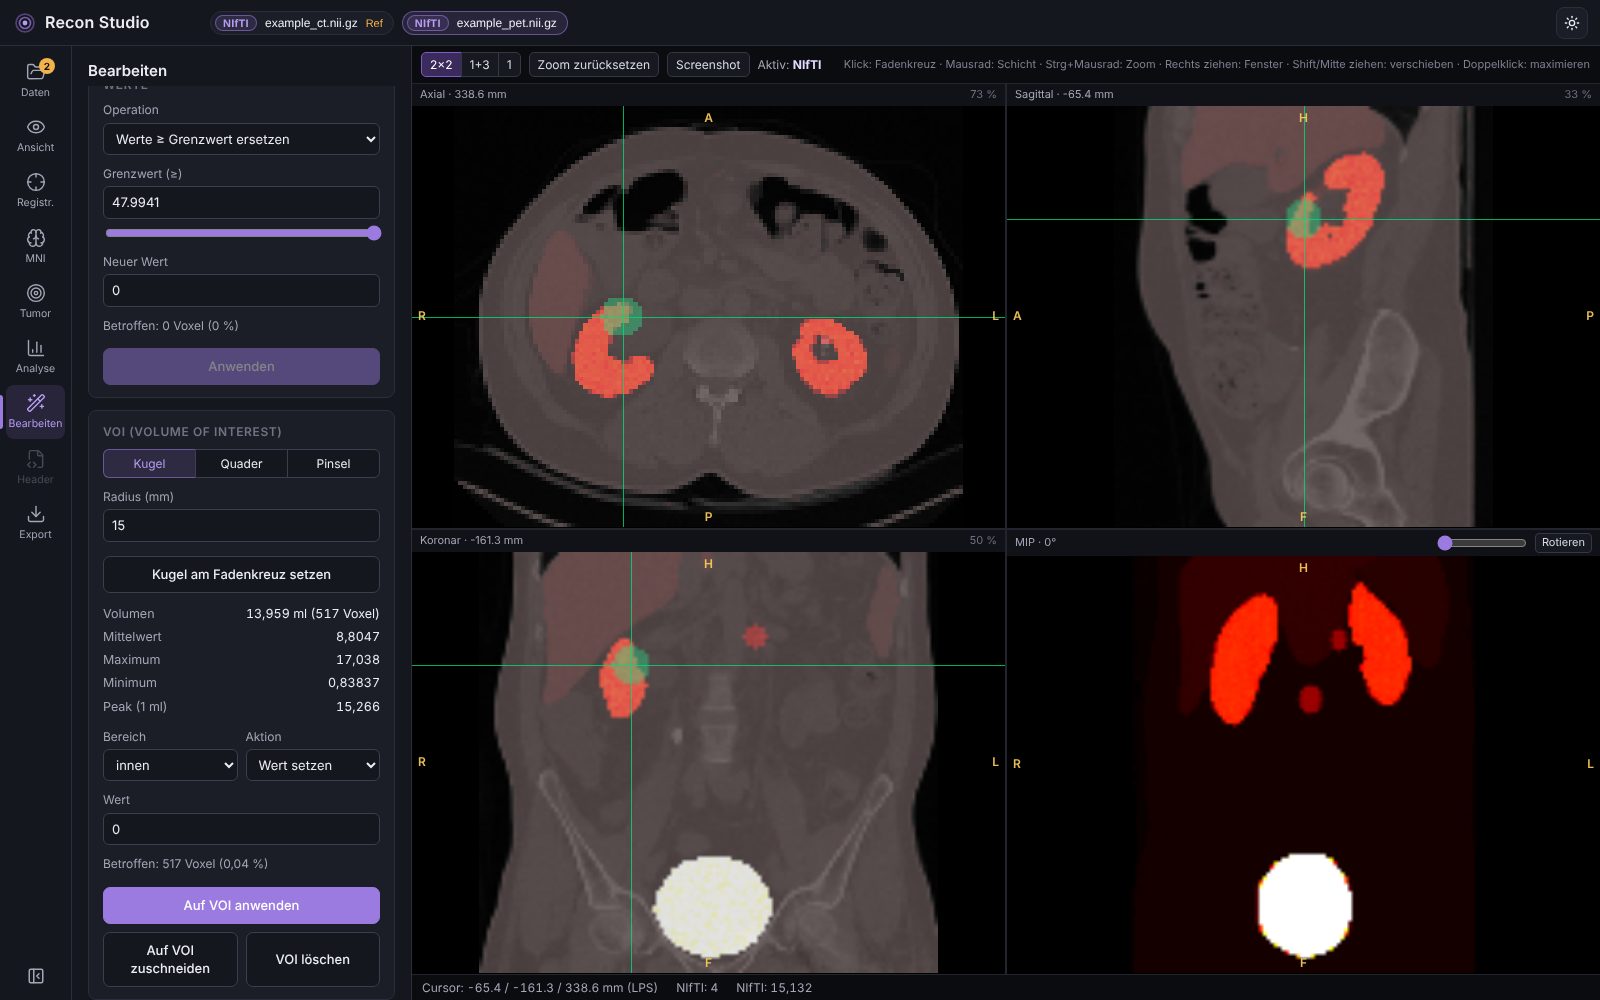 Recon Studio
NIfTI example_ct.nii.gz Ref
NIfTI example_pet.nii.gz
2
Daten
Ansicht
Registr.
MNI
Tumor
Analyse
Bearbeiten
Header
Export
Bearbeiten
WERTE
Operation
Werte ≥ Grenzwert ersetzen
Grenzwert (≥)
47.9941
Neuer Wert
0
Betroffen: 0 Voxel (0 %)
Anwenden
VOI (VOLUME OF INTEREST)
Kugel Quader Pinsel
Radius (mm)
15
Kugel am Fadenkreuz setzen
Volumen 13,959 ml (517 Voxel)
Mittelwert 8,8047
Maximum 17,038
Minimum 0,83837
Peak (1 ml) 15,266
Bereich Aktion
innen Wert setzen
Wert
0
Betroffen: 517 Voxel (0,04 %)
Auf VOI anwenden
Auf VOI
zuschneiden
VOI löschen
2×2 1+3 1 Zoom zurücksetzen Screenshot Aktiv: NIfTI Klick: Fadenkreuz · Mausrad: Schicht · Strg+Mausrad: Zoom · Rechts ziehen: Fenster · Shift/Mitte ziehen: verschieben · Doppelklick: maximieren
Axial · 338.6 mm 73 %
A
R L
P
Sagittal · -65.4 mm 33 %
H
A P
F
Koronar · -161.3 mm 50 %
H
R L
F
MIP · 0° Rotieren
H
R L
F
Cursor: -65.4 / -161.3 / 338.6 mm (LPS) NIfTI: 4 NIfTI: 15,132